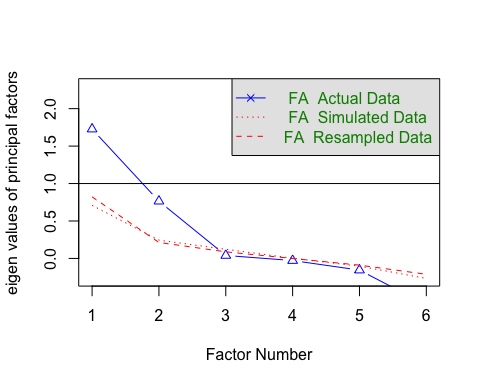 eigen values of principal factors
2.0
1.5
1.0
0.5
0.0
FA Actual Data
FA Simulated Data
FA Resampled Data
1 2 3 4 5 6
Factor Number